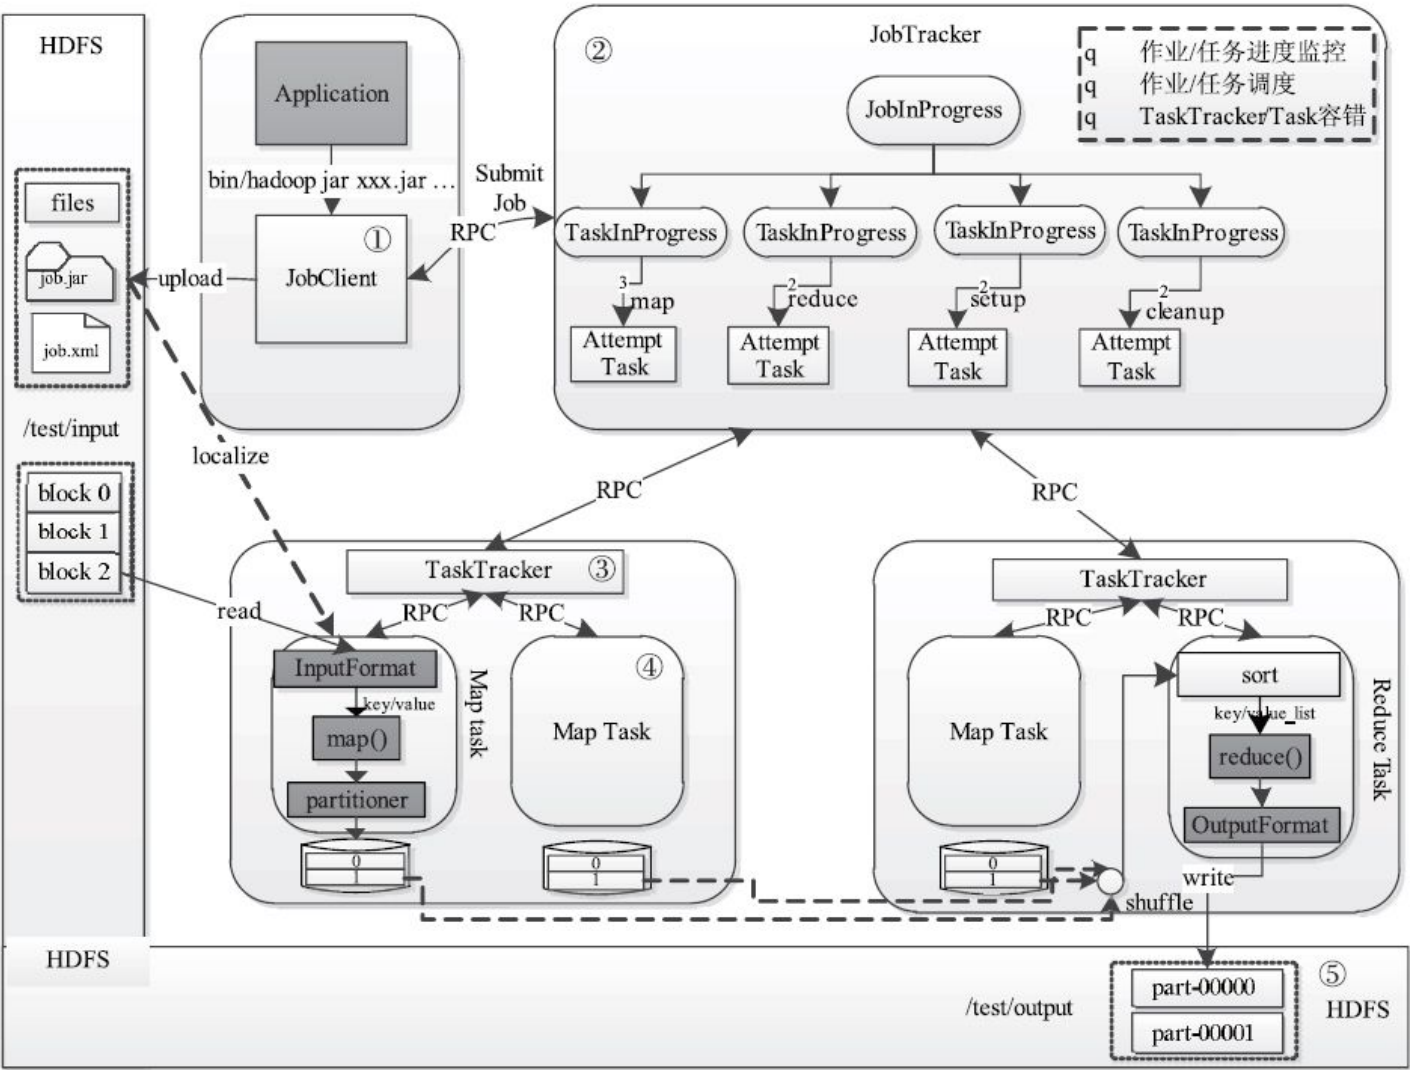 HDFS
files
job.jar
job.xml
/test/input
block 0
block 1
block 2
Application
bin/hadoop jar xxx.jar …
①
JobClient
upload
Submit
Job
RPC
②
JobTracker
q 作业/任务进度监控
q 作业/任务调度
q TaskTracker/Task容错
JobInProgress
TaskInProgress
TaskInProgress
TaskInProgress
TaskInProgress
3
map
2
reduce
2
setup
2
cleanup
Attempt
Task
Attempt
Task
Attempt
Task
Attempt
Task
localize
read
RPC
RPC
TaskTracker ③
RPC
RPC
InputFormat
key/value
map()
partitioner
Map task
④
Map Task
0
1
0
1
TaskTracker
RPC
RPC
Map Task
0
1
sort
key/value_list
reduce()
OutputFormat
Reduce Task
shuffle
write
HDFS
/test/output
part-00000
part-00001
⑤
HDFS